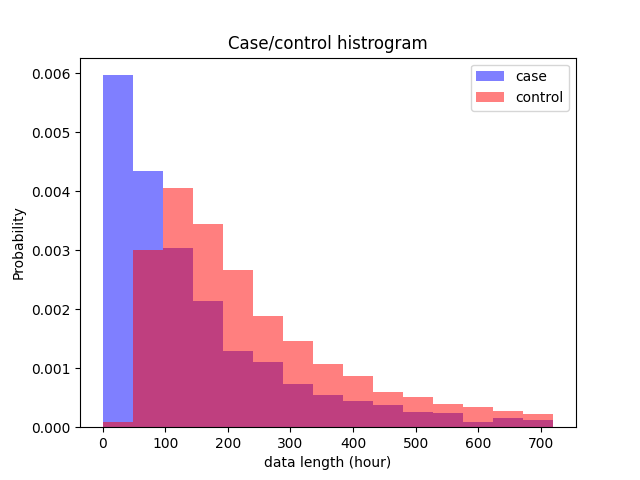 Case/control histrogram
case
control
0.006
0.005
0.004
0.003
0.002
0.001
0.000
Probability
0 100 200 300 400 500 600 700
data length (hour)